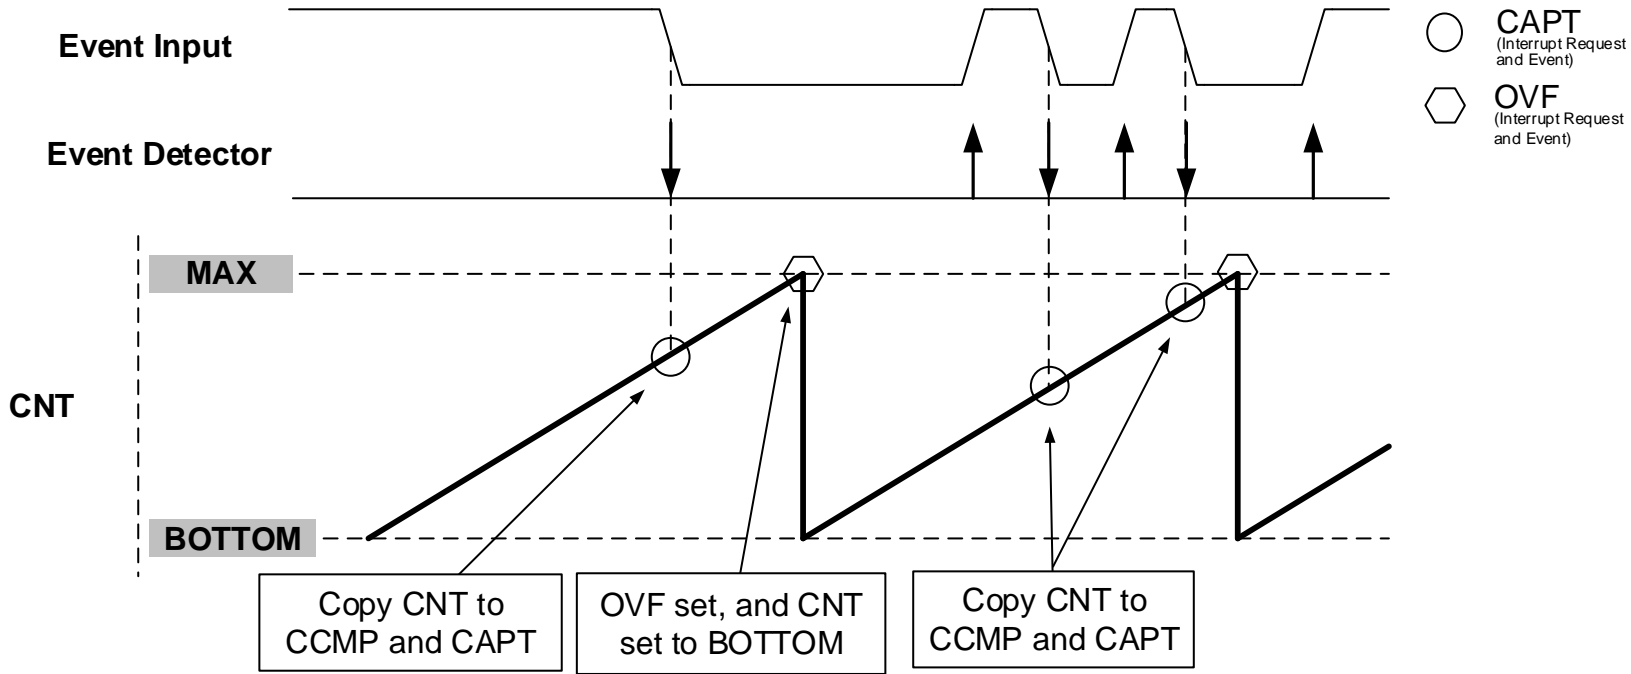 Event Input
CAPT
(Interrupt Request
and Event)
OVF
(Interrupt Request
and Event)
Event Detector
MAX
CNT
BOTTOM
Copy CNT to
CCMP and CAPT
OVF set, and CNT
set to BOTTOM
Copy CNT to
CCMP and CAPT